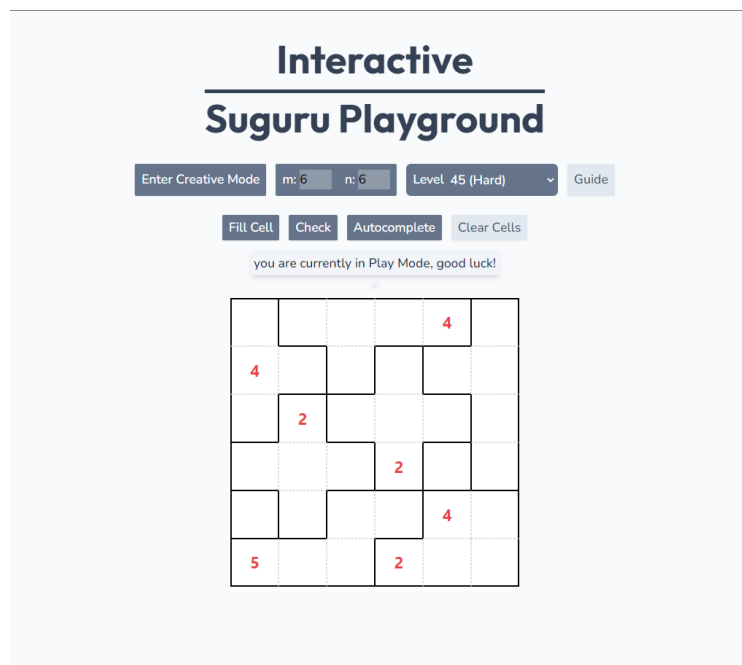 Interactive
Suguru Playground
Enter Creative Mode m: 6 n: 6 Level 45 (Hard) Guide
Fill Cell Check Autocomplete Clear Cells
you are currently in Play Mode, good luck!
4
4
2
2
4
5 2